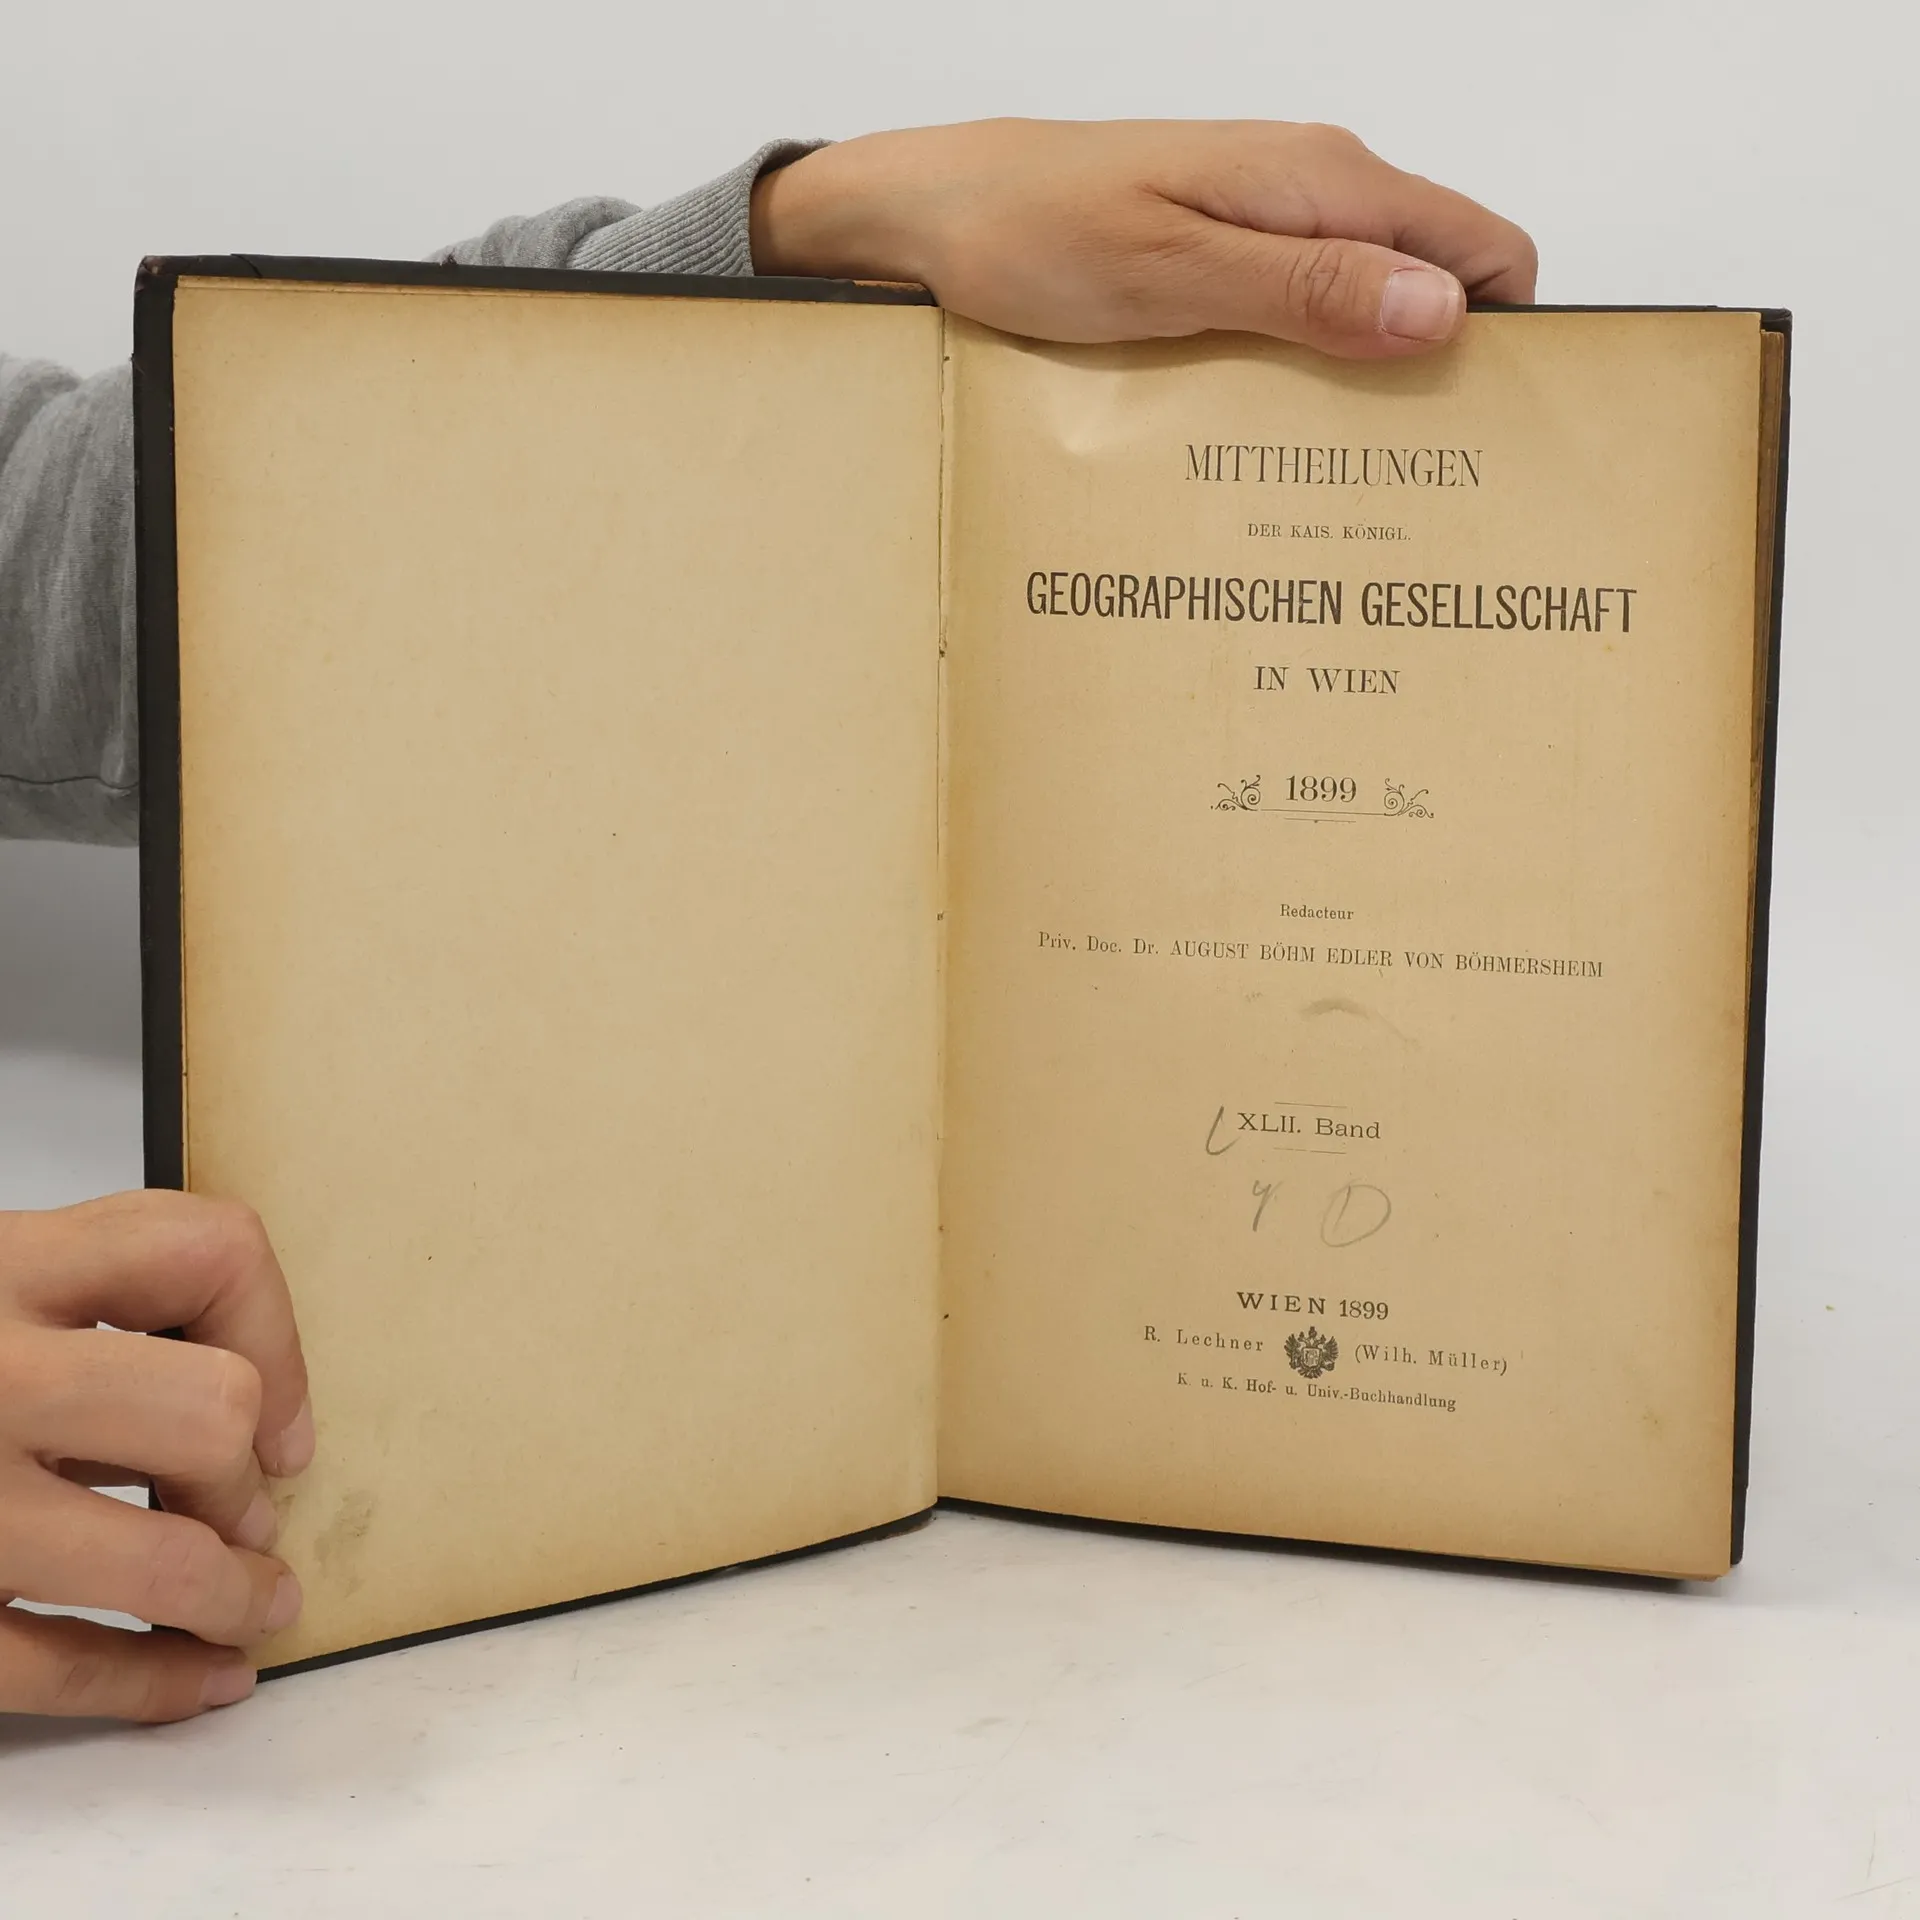 MITTHEILUNGEN
DER KAIS. KÖNIGL.
GEOGRAPHISCHEN GESELLSCHAFT
IN WIEN
1899
Redacteur
Priv. Doc. Dr. AUGUST BÖHM EDLER VON BÖHMERSHEIM
XLII. Band
WIEN 1899
R. Lechner (Wilh. Müller)
K. u. K. Hof- u. Univ.-Buchhandlung